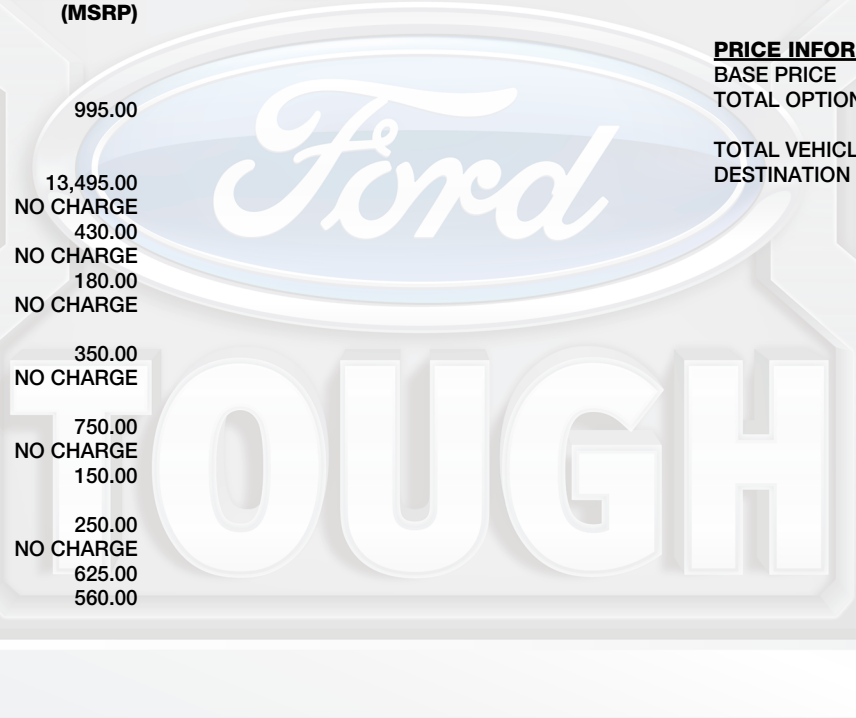 (MSRP)
995.00
13,495.00
NO CHARGE
430.00
NO CHARGE
180.00
NO CHARGE
350.00
NO CHARGE
750.00
NO CHARGE
150.00
250.00
NO CHARGE
625.00
560.00
PRICE INFOR
BASE PRICE
TOTAL OPTION
TOTAL VEHICL
DESTINATION
Ford
TOUGH